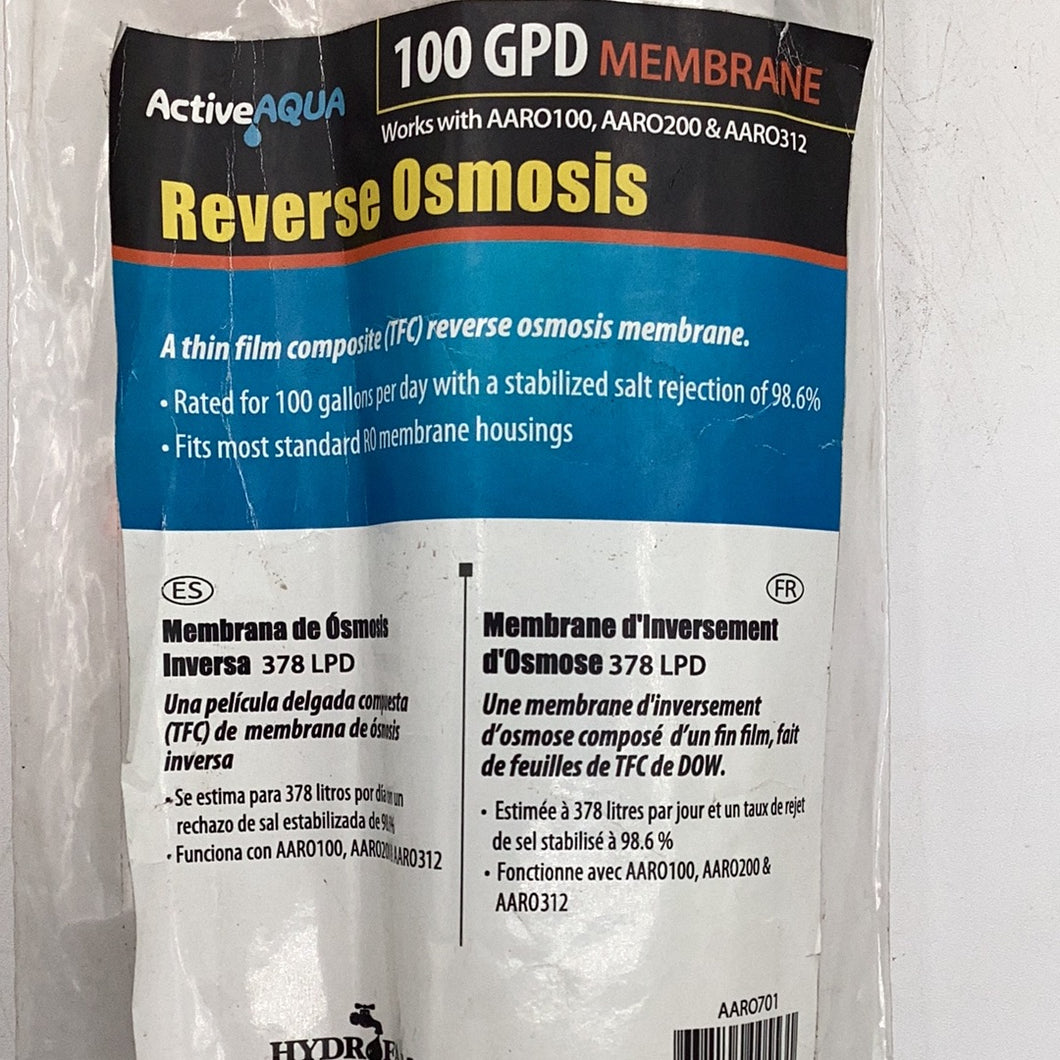 ActiveAQUA
100 GPD MEMBRANE
Works with AARO100, AARO200 & AARO312
Reverse Osmosis
A thin film composite (TFC) reverse osmosis membrane.
• Rated for 100 gallons per day with a stabilized salt rejection of 98.6%
• Fits most standard RO membrane housings
ES
Membrana de Ósmosis
Inversa 378 LPD
Una película delgada compuesta
(TFC) de membrana de ósmosis
inversa
• Se estima para 378 litros por día un
rechazo de sal estabilizada de
• Funciona con AARO100, AARO312
FR
Membrane d'Inversement
d'Osmose 378 LPD
Une membrane d'inversement
d'osmose composé d'un fin film, fait
de feuilles de TFC de DOW.
• Estimée à 378 litres par jour et un taux de rejet
de sel stabilisé à 98.6 %
• Fonctionne avec AARO100, AARO200 &
AARO312
AARO701